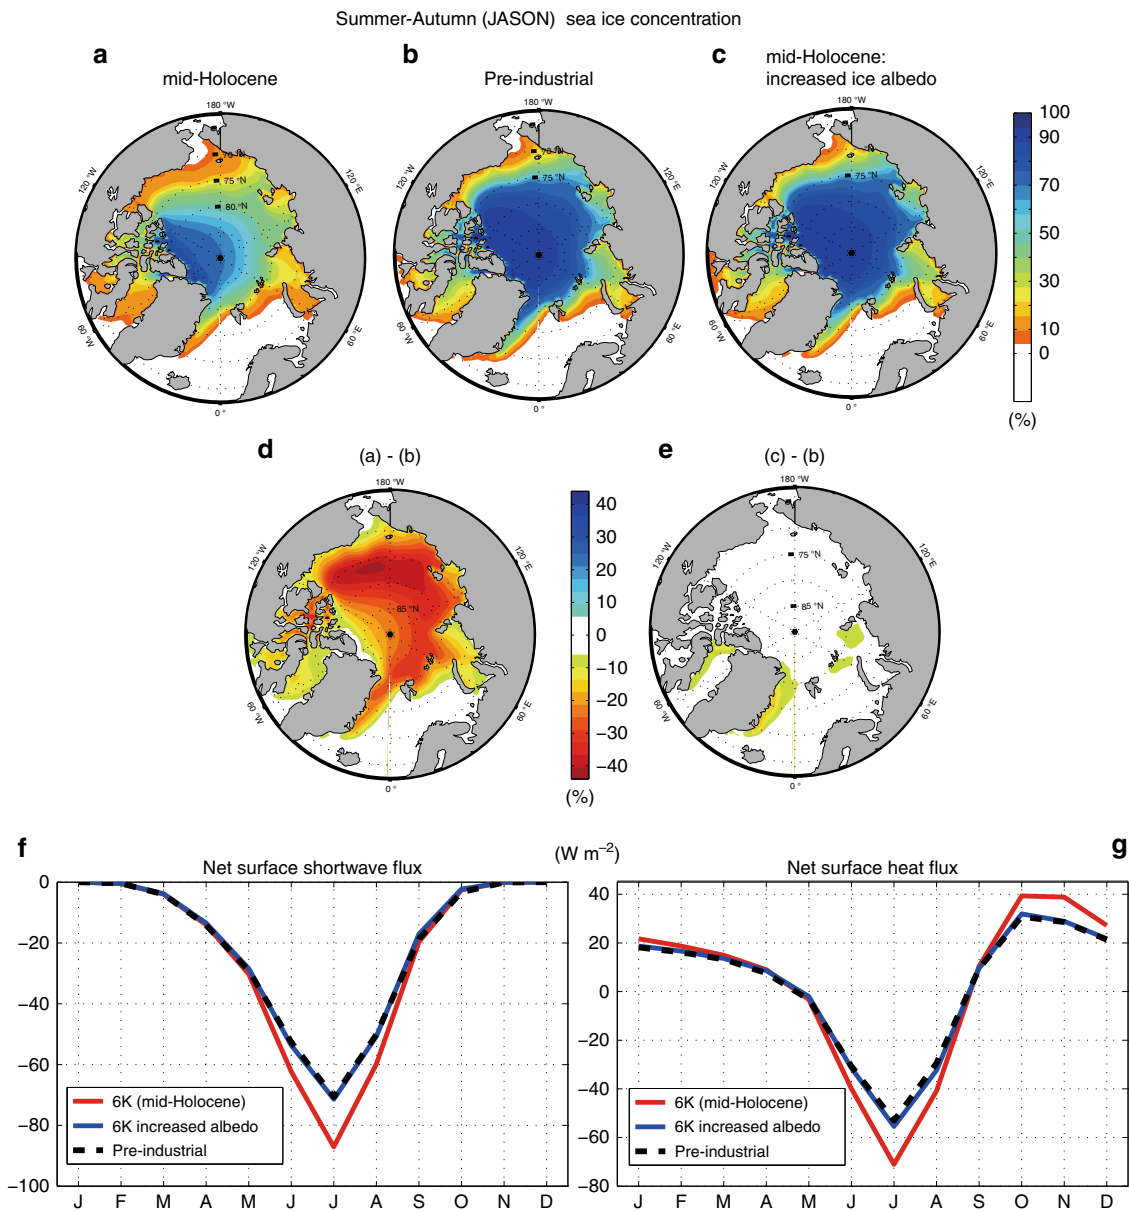 Summer-Autumn (JASON) sea ice concentration
a
b
c
mid-Holocene
Pre-industrial
mid-Holocene:
increased ice albedo
180 °W
70 °N
75 °N
80 °N
120 °W
120 °E
60 °W
60 °E
0 °
180 °W
70 °N
75 °N
120 °W
120 °E
60 °W
60 °E
0 °
180 °W
75 °N
120 °W
120 °E
60 °W
60 °E
0 °
100
90
70
50
30
10
0
(%)
d
(a) - (b)
e
(c) - (b)
180 °W
85 °N
120 °W
120 °E
60 °W
60 °E
0 °
40
30
20
10
0
−10
−20
−30
−40
(%)
180 °W
75 °N
85 °N
120 °W
120 °E
60 °W
60 °E
0 °
f
Net surface shortwave flux
(W m−2)
Net surface heat flux
g
0
−20
−40
−60
−80
−100
6K (mid-Holocene)
6K increased albedo
Pre-industrial
J F M A M J J A S O N D
40
20
0
−20
−40
−60
−80
6K (mid-Holocene)
6K increased albedo
Pre-industrial
J F M A M J J A S O N D